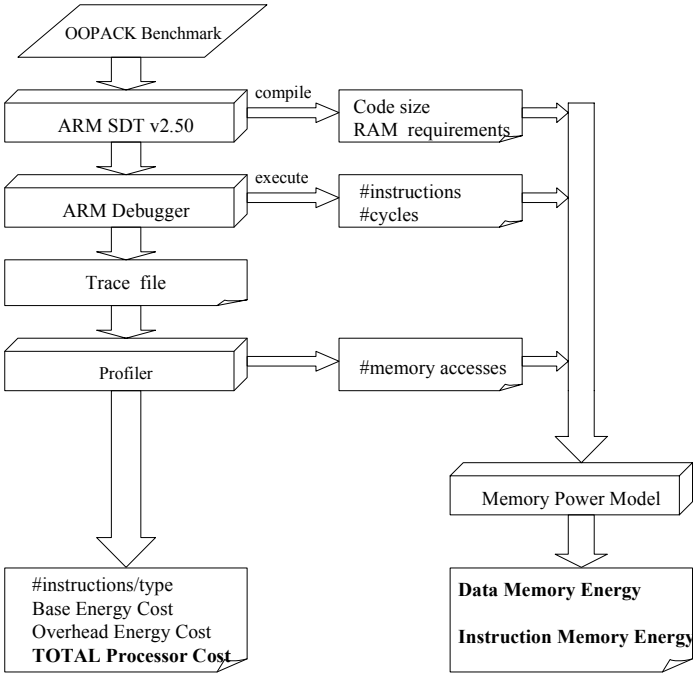 OOPACK Benchmark
compile
ARM SDT v2.50
Code size
RAM requirements
execute
ARM Debugger
#instructions
#cycles
Trace file
Profiler
#memory accesses
Memory Power Model
#instructions/type
Base Energy Cost
Overhead Energy Cost
TOTAL Processor Cost
Data Memory Energy
Instruction Memory Energy